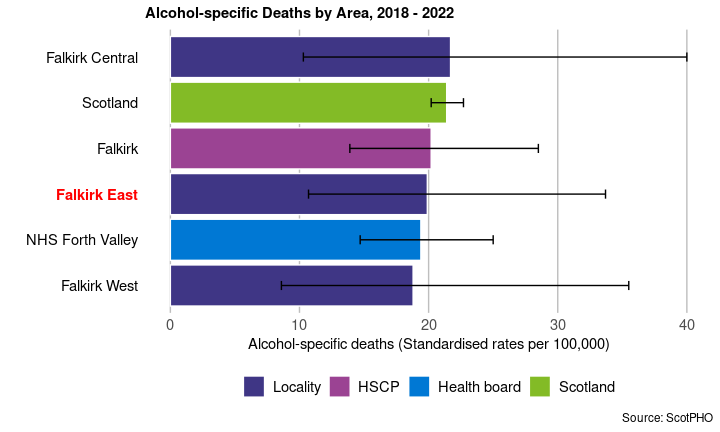 Alcohol-specific Deaths by Area, 2018 - 2022
Falkirk Central
Scotland
Falkirk
Falkirk East
NHS Forth Valley
Falkirk West
0 10 20 30 40
Alcohol-specific deaths (Standardised rates per 100,000)
Locality HSCP Health board Scotland
Source: ScotPHO